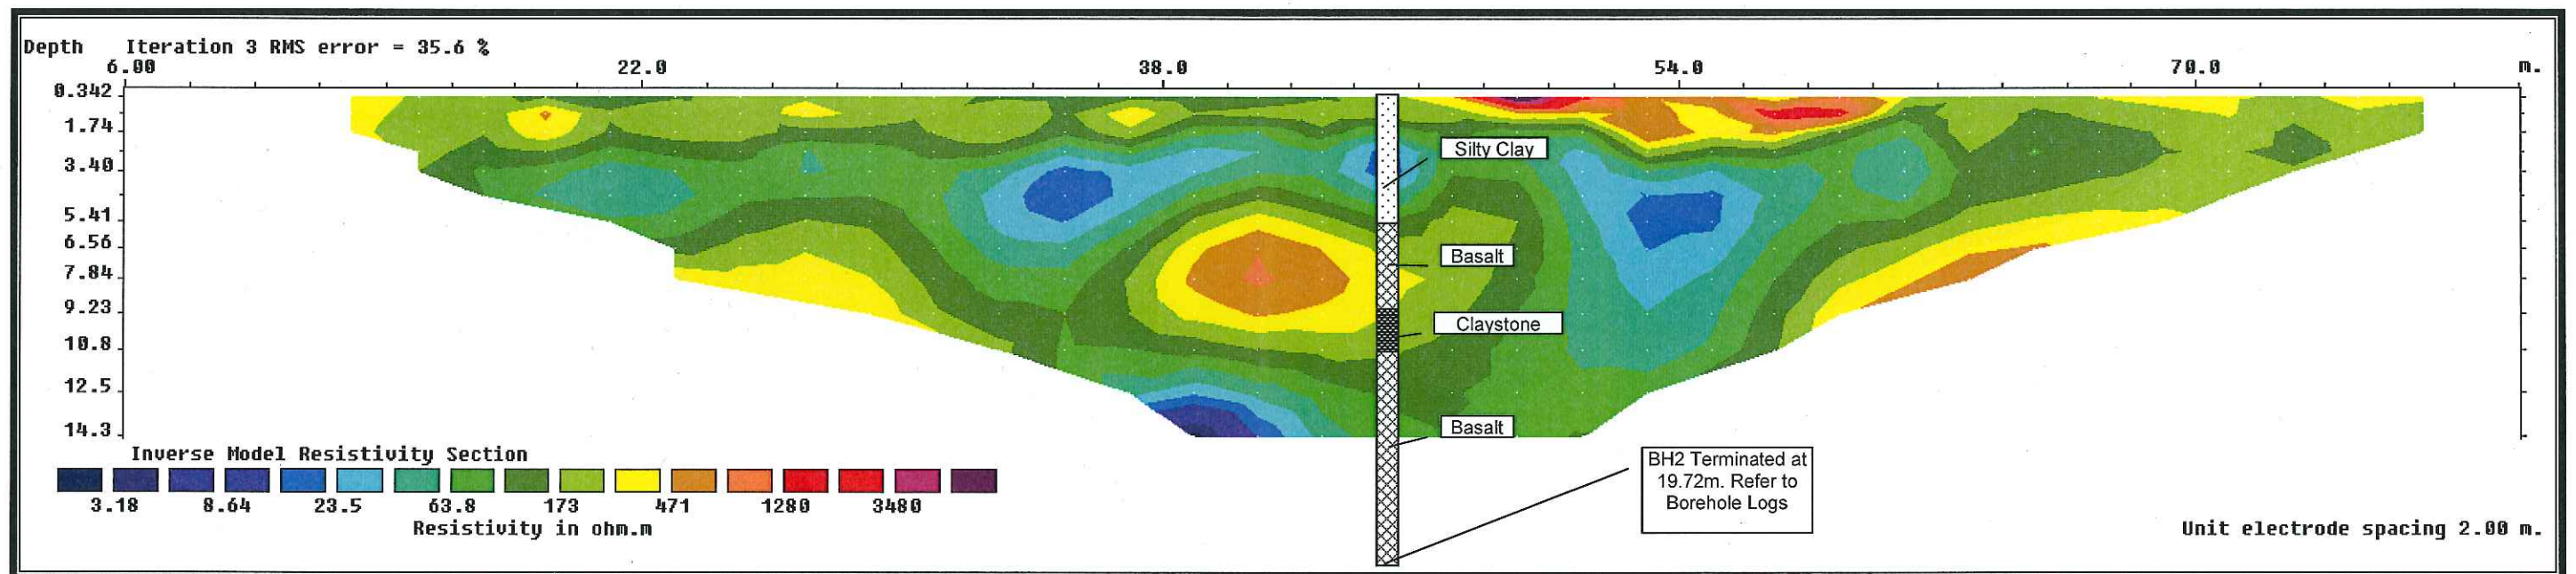 Depth Iteration 3 RMS error = 35.6 %
6.00 22.0 38.0 54.0 70.0 m.
0.342
1.74
3.40
5.41
6.56
7.84
9.23
10.8
12.5
14.3
Silty Clay
Basalt
Claystone
Basalt
BH2 Terminated at
19.72m. Refer to
Borehole Logs
Inverse Model Resistivity Section
3.18 8.64 23.5 63.8 173 471 1280 3480
Resistivity in ohm.m
Unit electrode spacing 2.00 m.